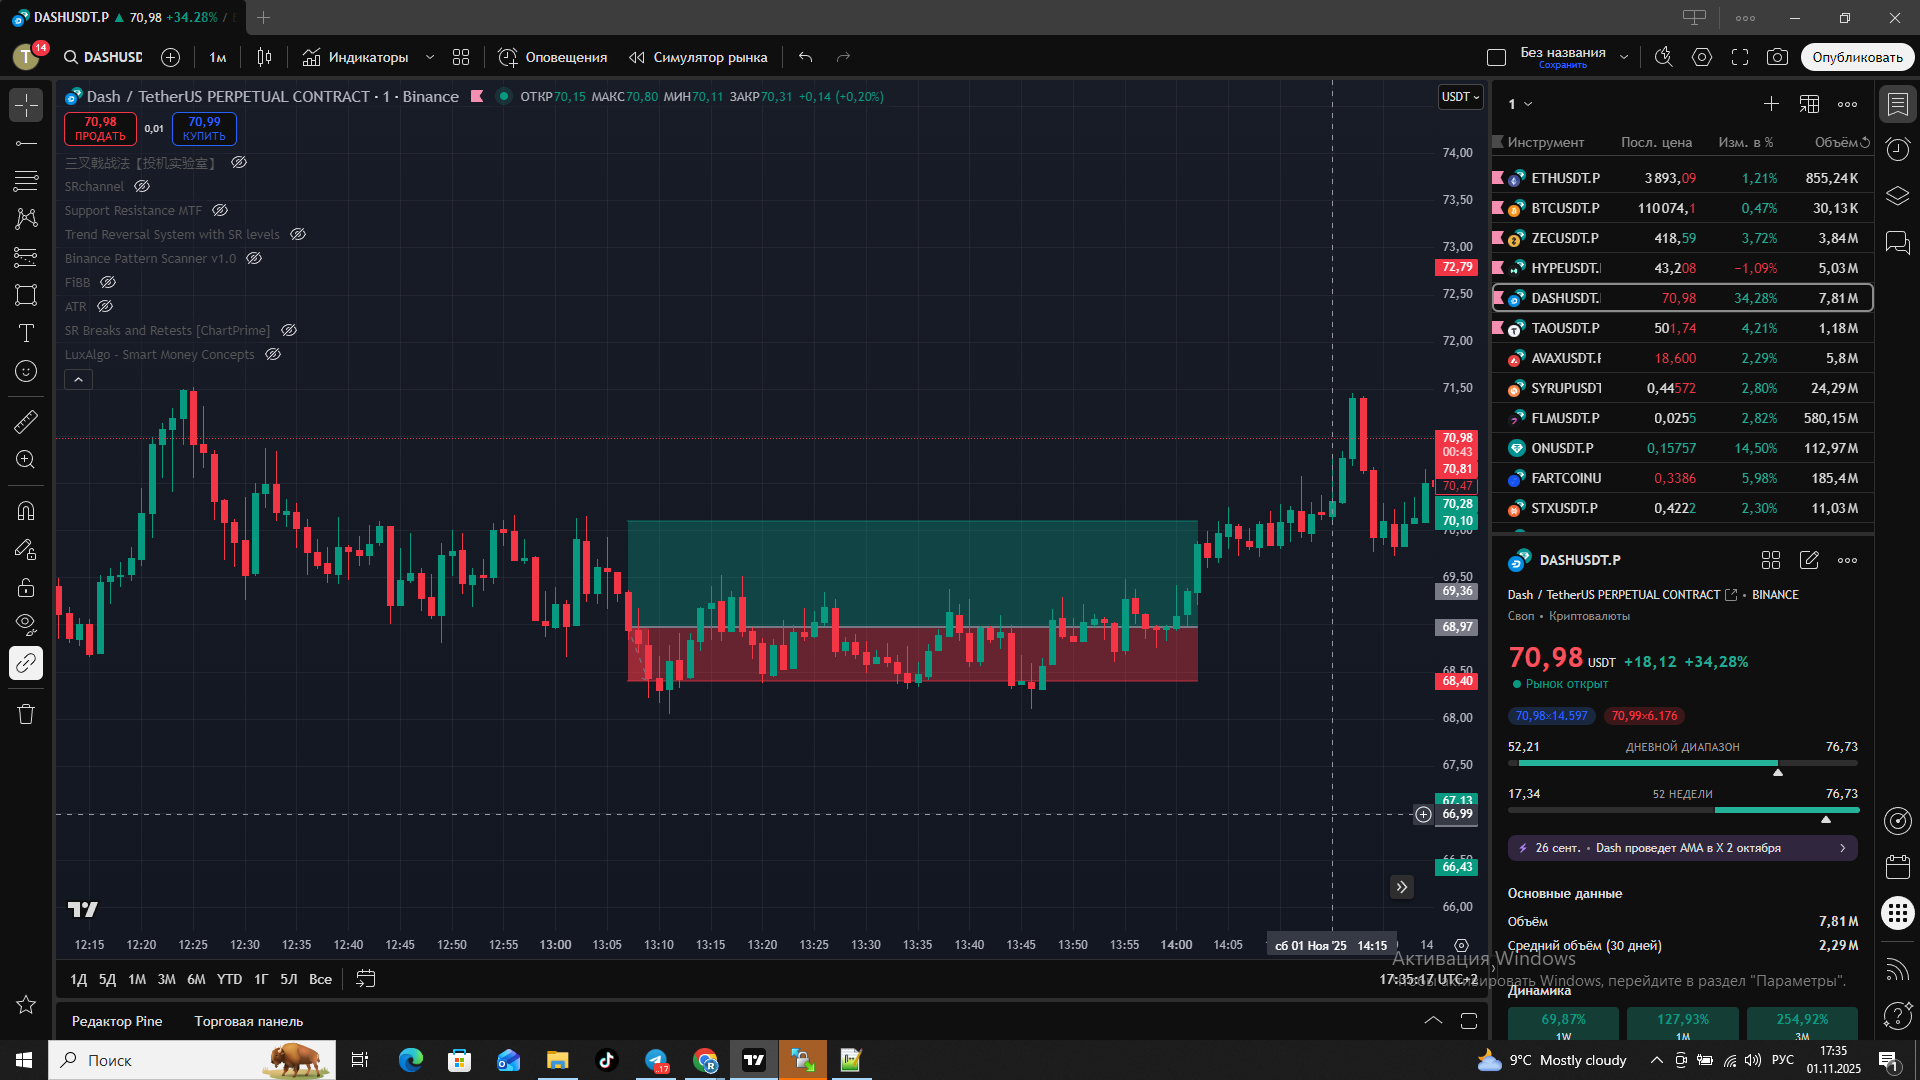 DASHUSDT.P ▲ 70,98 +34.28% /
T 14 DASHUSD 1м Индикаторы Оповещения Симулятор рынка Без названия Сохранить Опубликовать
Dash / TetherUS PERPETUAL CONTRACT · 1 · Binance ОТКР70,15 МАКС70,80 МИН70,11 ЗАКР70,31 +0,14 (+0,20%)
USDT
70,98 ПРОДАТЬ 0,01 70,99 КУПИТЬ
三叉戟战法【投机实验室】
SRchannel
Support Resistance MTF
Trend Reversal System with SR levels
Binance Pattern Scanner v1.0
FiBB
ATR
SR Breaks and Retests [ChartPrime]
LuxAlgo - Smart Money Concepts
74,00
73,50
73,00
72,79
72,50
72,00
71,50
70,98
00:43
70,81
70,47
70,28
70,10
70,00
69,50
69,36
68,97
68,50
68,40
68,00
67,50
67,13
66,99
66,50
66,43
66,00
12:15 12:20 12:25 12:30 12:35 12:40 12:45 12:50 12:55 13:00 13:05 13:10 13:15 13:20 13:25 13:30 13:35 13:40 13:45 13:50 13:55 14:00 14:05 сб 01 Ноя '25 14:15 14
1Д 5Д 1М 3М 6М YTD 1Г 5Л Все 17:35:17 UTC+2
Редактор Pine Торговая панель
1
Инструмент Посл. цена Изм. в % Объём
ETHUSDT.P 3 893,09 1,21% 855,24 K
BTCUSDT.P 110 074,1 0,47% 30,13 K
ZECUSDT.P 418,59 3,72% 3,84 M
HYPEUSDT. 43,208 −1,09% 5,03 M
DASHUSDT. 70,98 34,28% 7,81 M
TAOUSDT.P 501,74 4,21% 1,18 M
AVAXUSDT.F 18,600 2,29% 5,8 M
SYRUPUSDT 0,44572 2,80% 24,29 M
FLMUSDT.P 0,0255 2,82% 580,15 M
ONUSDT.P 0,15757 14,50% 112,97 M
FARTCOINU 0,3386 5,98% 185,4 M
STXUSDT.P 0,4222 2,30% 11,03 M
DASHUSDT.P
Dash / TetherUS PERPETUAL CONTRACT • BINANCE
Своп • Криптовалюты
70,98 USDT +18,12 +34,28%
Рынок открыт
70,98×14.597 70,99×6.176
52,21 ДНЕВНОЙ ДИАПАЗОН 76,73
17,34 52 НЕДЕЛИ 76,73
26 сент. • Dash проведет AMA в X 2 октября
Основные данные
Объём 7,81 M
Средний объём (30 дней) 2,29 M
Активация Windows
Чтобы активировать Windows, перейдите в раздел "Параметры".
Динамика
69,87% 127,93% 254,92%
1W 1M 3M
Поиск 17 R 9°C Mostly cloudy РУС 17:35
01.11.2025 1